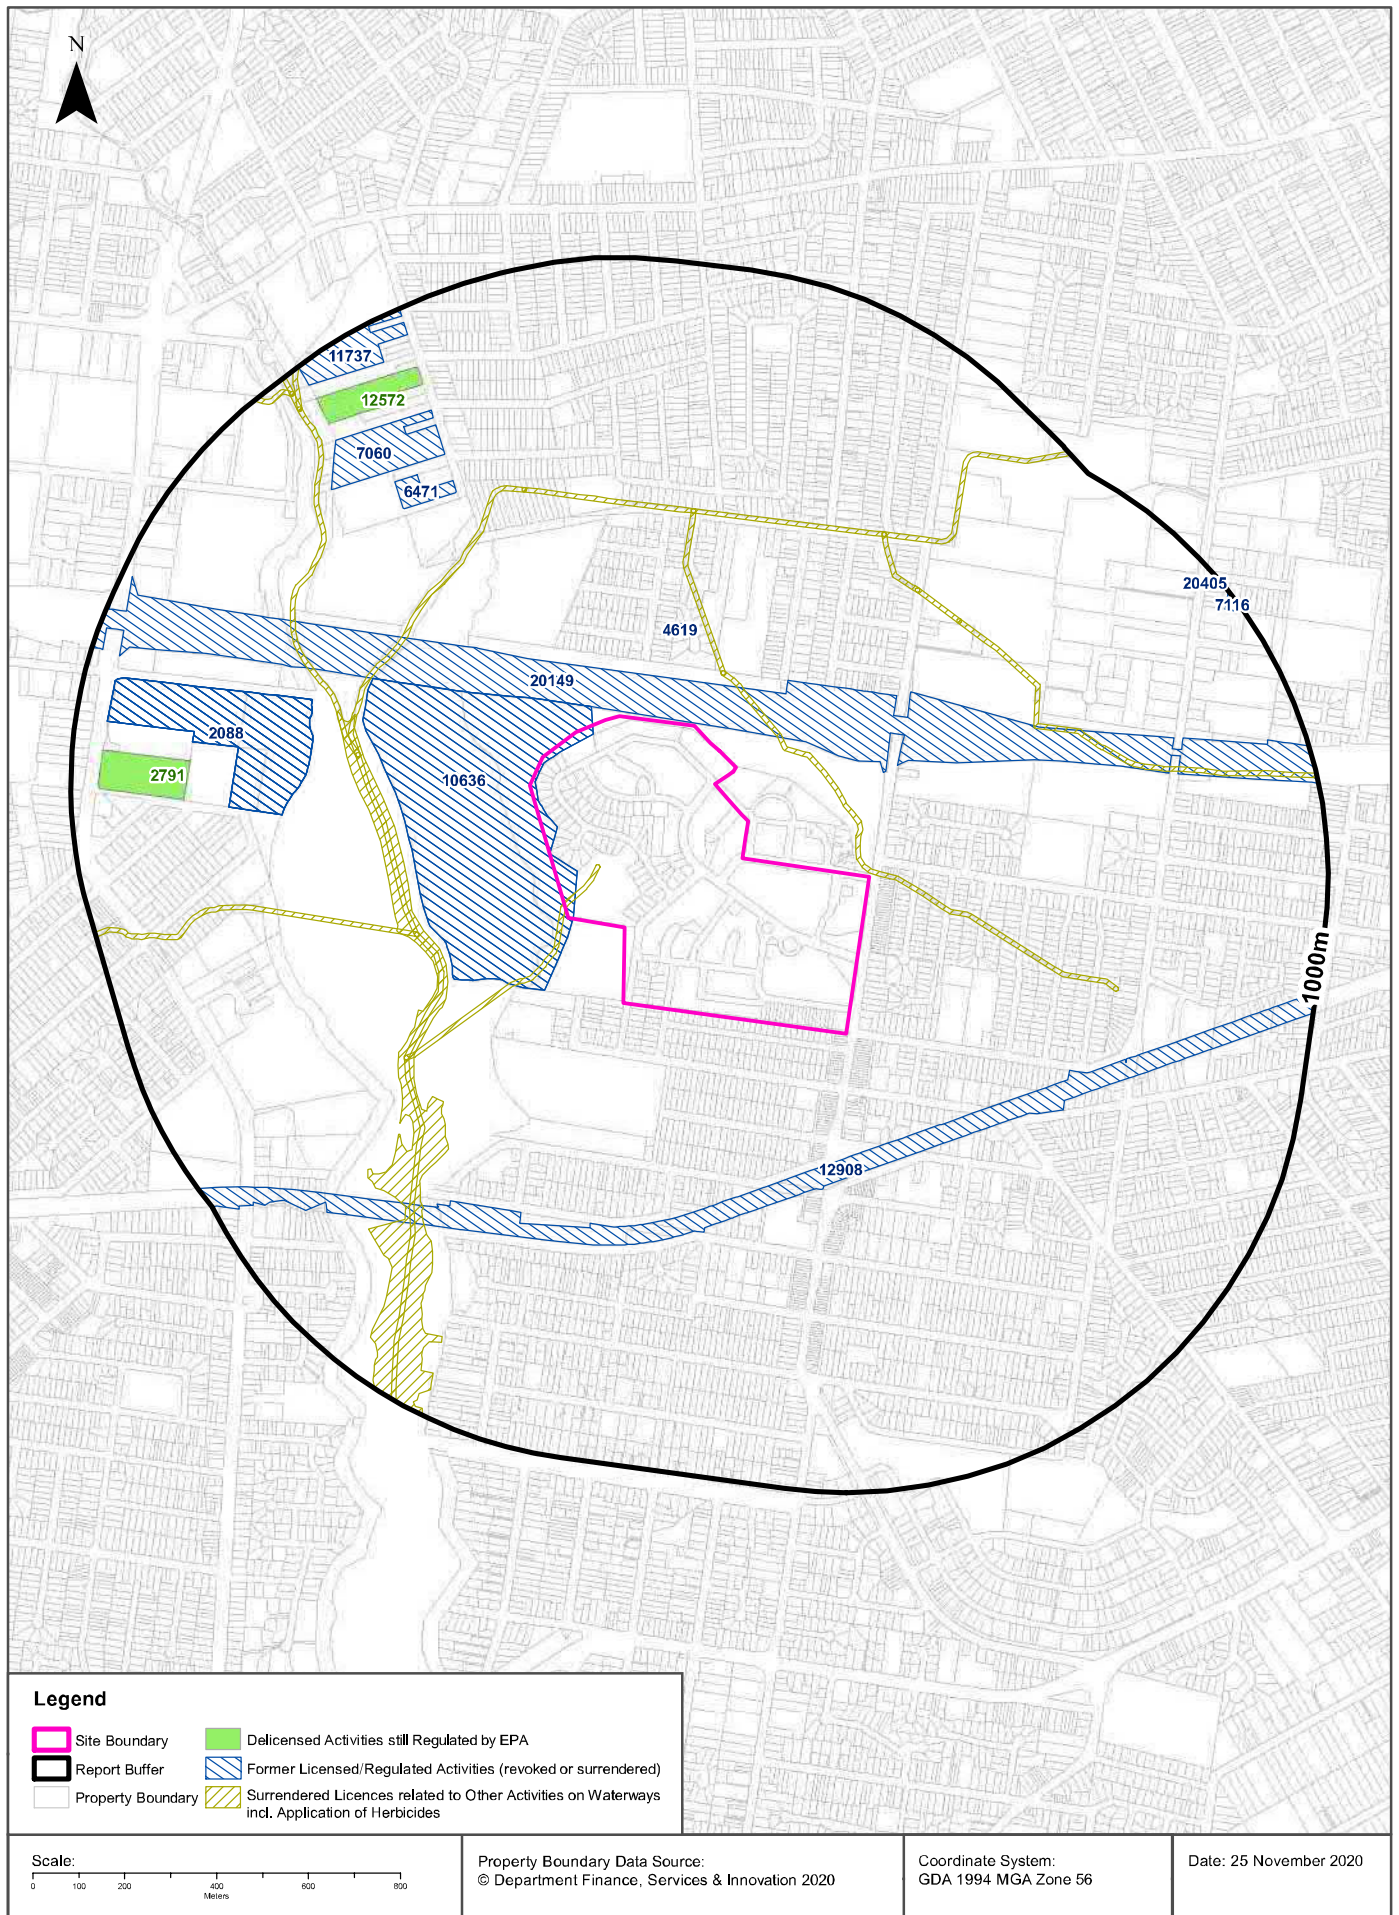 N
11737
12572
7060
6471
20405
7116
4619
20149
2088
2791
10636
1000m
12908
Legend
Site Boundary
Report Buffer
Property Boundary
Delicensed Activities still Regulated by EPA
Former Licensed/Regulated Activities (revoked or surrendered)
Surrendered Licences related to Other Activities on Waterways
incl. Application of Herbicides
Scale:
0 100 200 400 600 800
Meters
Property Boundary Data Source:
© Department Finance, Services & Innovation 2020
Coordinate System:
GDA 1994 MGA Zone 56
Date: 25 November 2020